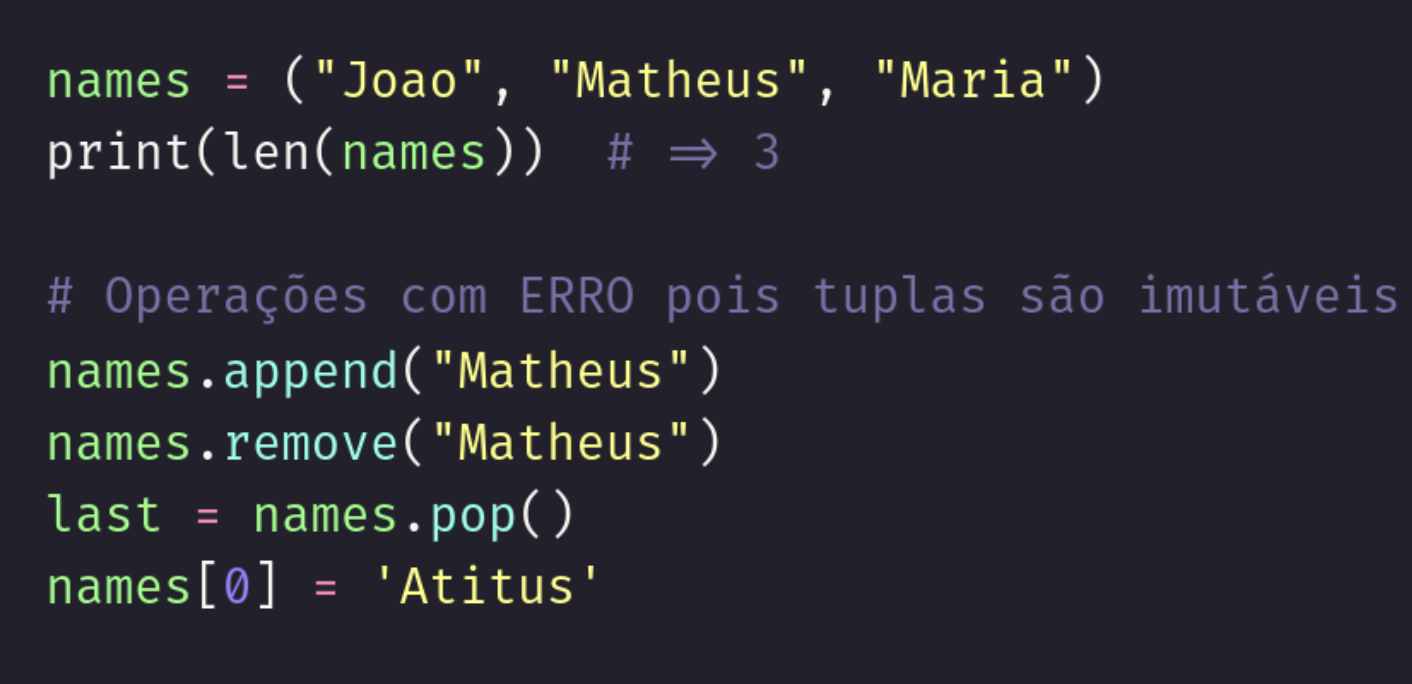 names = ("Joao", "Matheus", "Maria")
print(len(names))  # => 3
# Operações com ERRO pois tuplas são imutáveis
names.append("Matheus")
names.remove("Matheus")
last = names.pop()
names[0] = 'Atitus'